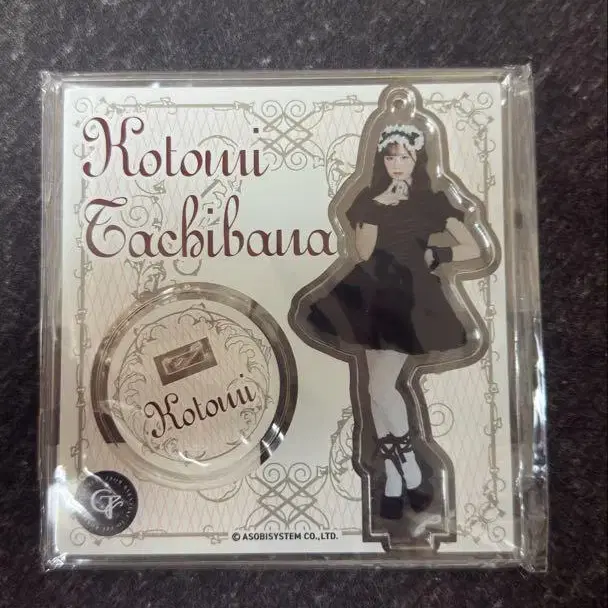 Kotomi
Tachibana
Kotomi
© ASOBISYSTEM CO.,LTD.